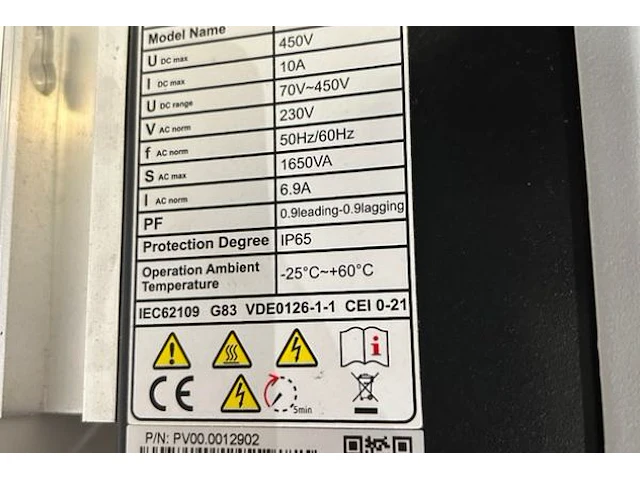 Model Name
U DC max 450V
I DC max 10A
U DC range 70V~450V
V AC norm 230V
f AC norm 50Hz/60Hz
S AC max 1650VA
I AC norm 6.9A
PF 0.9leading-0.9lagging
Protection Degree IP65
Operation Ambient
Temperature -25°C~+60°C
IEC62109 G83 VDE0126-1-1 CEI 0-21
i
CE 5min
P/N: PV00.0012902